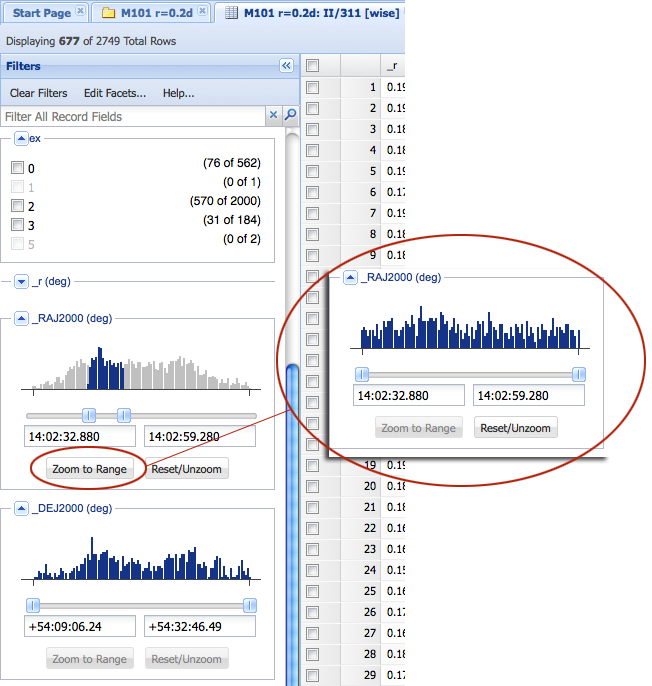 Start Page M101 r=0.2d M101 r=0.2d: II/311 [wise]
Displaying 677 of 2749 Total Rows
Filters
Clear Filters Edit Facets... Help...
Filter All Record Fields
ex
0 (76 of 562)
1 (0 of 1)
2 (570 of 2000)
3 (31 of 184)
5 (0 of 2)
_r (deg)
_RAJ2000 (deg)
14:02:32.880 14:02:59.280
Zoom to Range Reset/Unzoom
_DEJ2000 (deg)
+54:09:06.24 +54:32:46.49
Zoom to Range Reset/Unzoom
_r
1 0.19
2 0.19
3 0.18
4 0.18
5 0.19
6 0.17
7 0.19
8 0.18
9 0.18
_RAJ2000 (deg)
14:02:32.880 14:02:59.280
Zoom to Range Reset/Unzoom
19 0.19
20 0.18
21 0.18
22 0.16
23 0.16
24 0.15
25 0.16
26 0.17
27 0.16
28 0.18
29 0.17